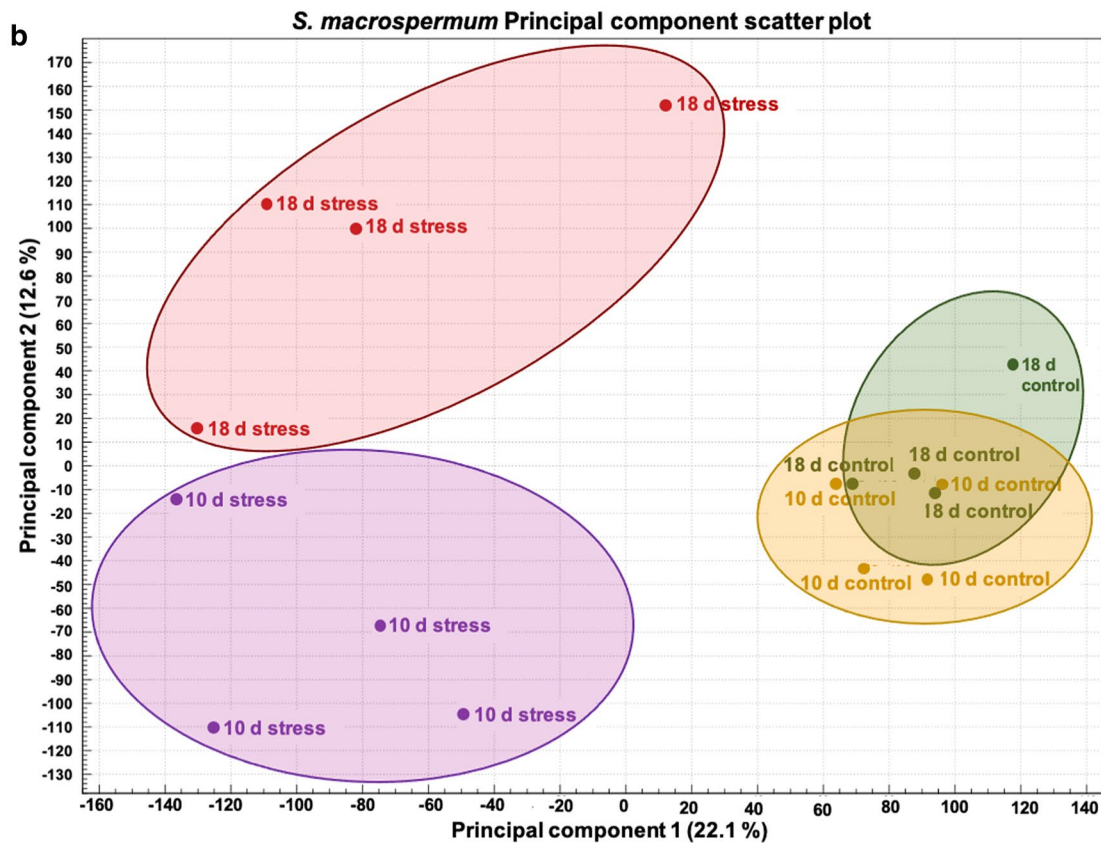 b
S. macrospermum Principal component scatter plot
170
160
150
140
130
120
110
100
90
80
70
60
50
40
30
20
10
0
-10
-20
-30
-40
-50
-60
-70
-80
-90
-100
-110
-120
-130
Principal component 2 (12.6 %)
18 d stress
18 d stress
18 d stress
18 d stress
10 d stress
10 d stress
10 d stress
10 d stress
18 d
control
18 d control
18 d control
10 d control
10 d control
18 d control
10 d control
10 d control
-160 -140 -120 -100 -80 -60 -40 -20 0 20 40 60 80 100 120 140
Principal component 1 (22.1 %)